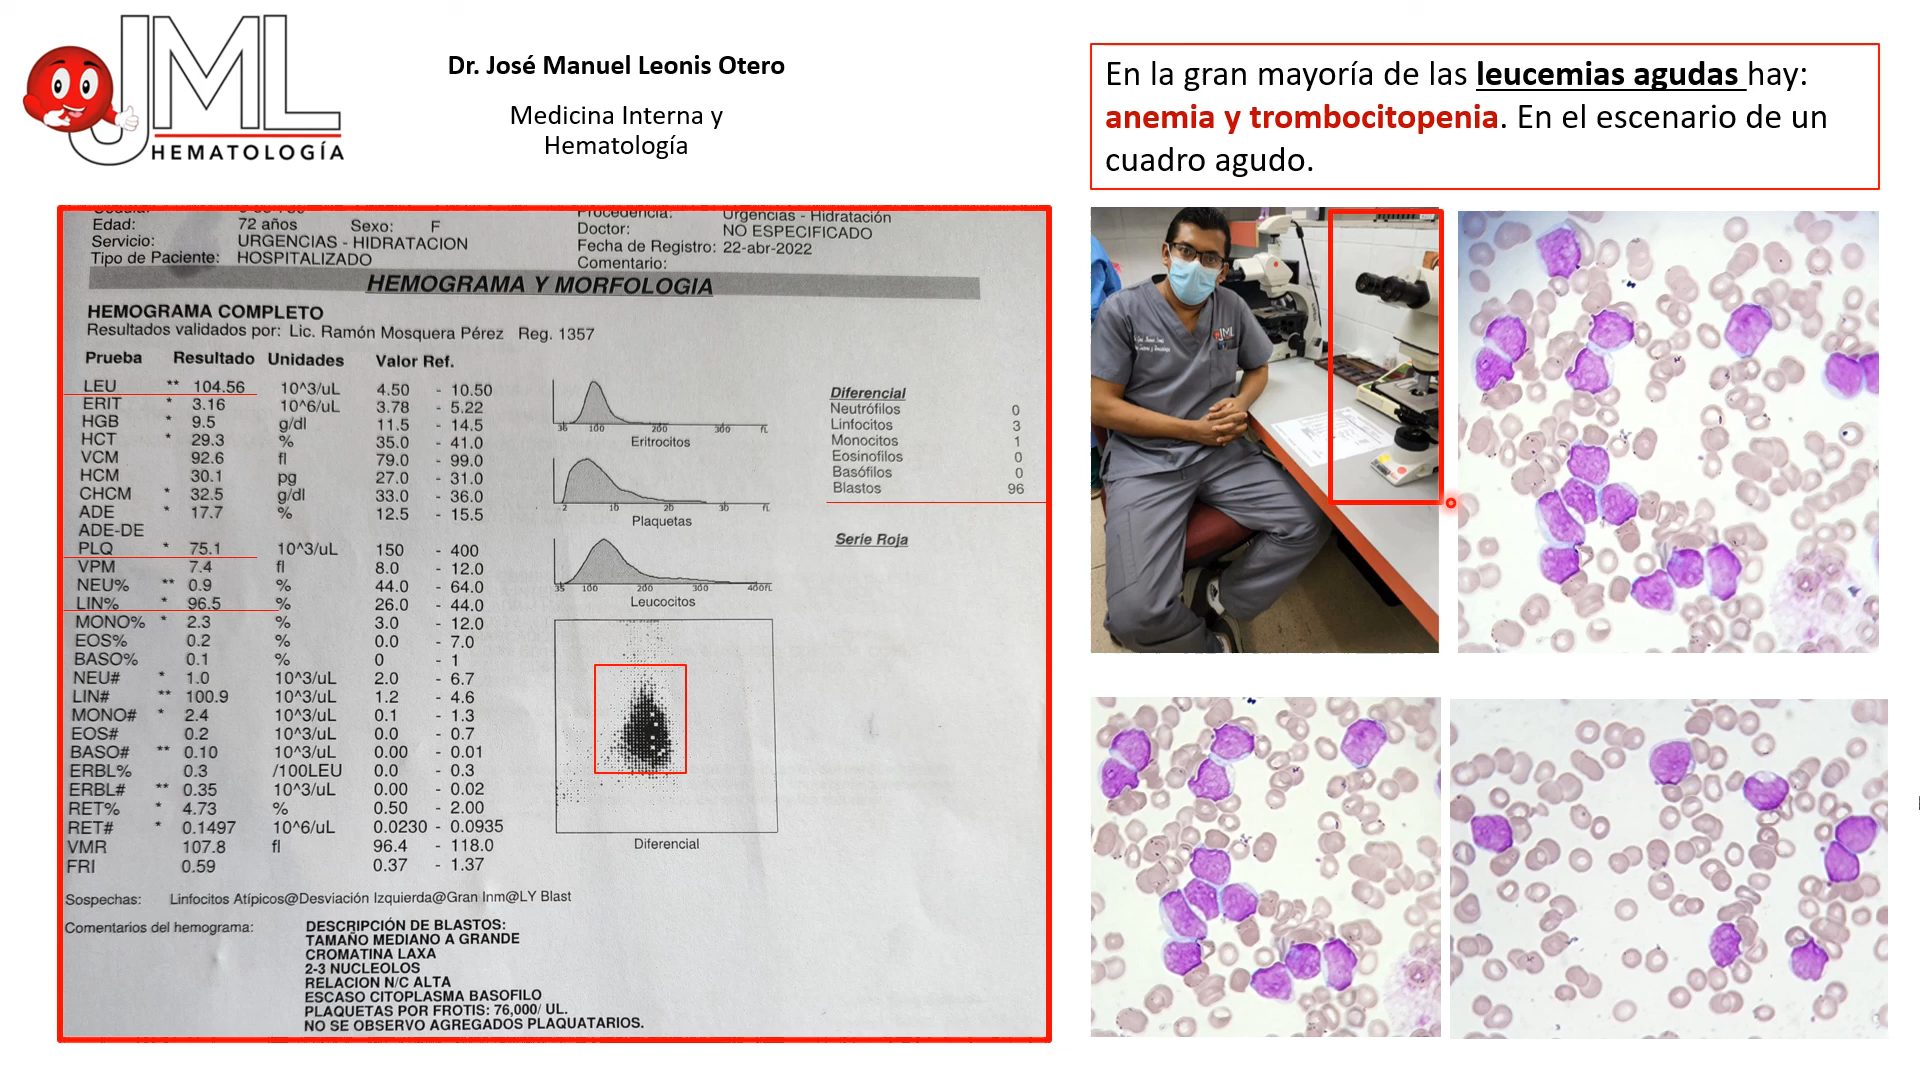 JML
HEMATOLOGÍA
Dr. José Manuel Leonis Otero
Medicina Interna y
Hematología
En la gran mayoría de las leucemias agudas hay:
anemia y trombocitopenia. En el escenario de un
cuadro agudo.
Edad: 72 años Sexo: F
Servicio: URGENCIAS - HIDRATACION
Tipo de Paciente: HOSPITALIZADO
Procedencia: Urgencias - Hidratación
Doctor: NO ESPECIFICADO
Fecha de Registro: 22-abr-2022
Comentario:
HEMOGRAMA Y MORFOLOGIA
HEMOGRAMA COMPLETO
Resultados validados por: Lic. Ramón Mosquera Pérez Reg. 1357
Prueba Resultado Unidades Valor Ref.
LEU ** 104.56 10^3/uL 4.50 - 10.50
ERIT * 3.16 10^6/uL 3.78 - 5.22
HGB * 9.5 g/dl 11.5 - 14.5
HCT * 29.3 % 35.0 - 41.0
VCM 92.6 fl 79.0 - 99.0
HCM 30.1 pg 27.0 - 31.0
CHCM * 32.5 g/dl 33.0 - 36.0
ADE * 17.7 % 12.5 - 15.5
ADE-DE
PLQ * 75.1 10^3/uL 150 - 400
VPM 7.4 fl 8.0 - 12.0
NEU% ** 0.9 % 44.0 - 64.0
LIN% * 96.5 % 26.0 - 44.0
MONO% * 2.3 % 3.0 - 12.0
EOS% 0.2 % 0.0 - 7.0
BASO% 0.1 % 0 - 1
NEU# * 1.0 10^3/uL 2.0 - 6.7
LIN# ** 100.9 10^3/uL 1.2 - 4.6
MONO# * 2.4 10^3/uL 0.1 - 1.3
EOS# 0.2 10^3/uL 0.0 - 0.7
BASO# ** 0.10 10^3/uL 0.00 - 0.01
ERBL% 0.3 /100LEU 0.0 - 0.3
ERBL# ** 0.35 10^3/uL 0.00 - 0.02
RET% * 4.73 % 0.50 - 2.00
RET# * 0.1497 10^6/uL 0.0230 - 0.0935
VMR 107.8 fl 96.4 - 118.0
FRI 0.59 0.37 - 1.37
36 100 200 300 fL
Eritrocitos
2 10 20 30 fL
Plaquetas
35 100 200 300 400fL
Leucocitos
Diferencial
Diferencial
Neutrófilos 0
Linfocitos 3
Monocitos 1
Eosinofilos 0
Basófilos 0
Blastos 96
Serie Roja
Sospechas: Linfocitos Atípicos@Desviación Izquierda@Gran Inm@LY Blast
Comentarios del hemograma: DESCRIPCIÓN DE BLASTOS:
TAMAÑO MEDIANO A GRANDE
CROMATINA LAXA
2-3 NUCLEOLOS
RELACION N/C ALTA
ESCASO CITOPLASMA BASOFILO
PLAQUETAS POR FROTIS: 76,000/ UL.
NO SE OBSERVO AGREGADOS PLAQUATARIOS.